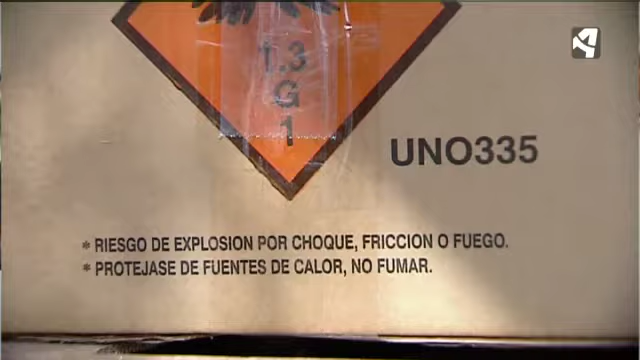 1.3
G
1
UNO335
* RIESGO DE EXPLOSION POR CHOQUE, FRICCION O FUEGO.
* PROTEJASE DE FUENTES DE CALOR, NO FUMAR.